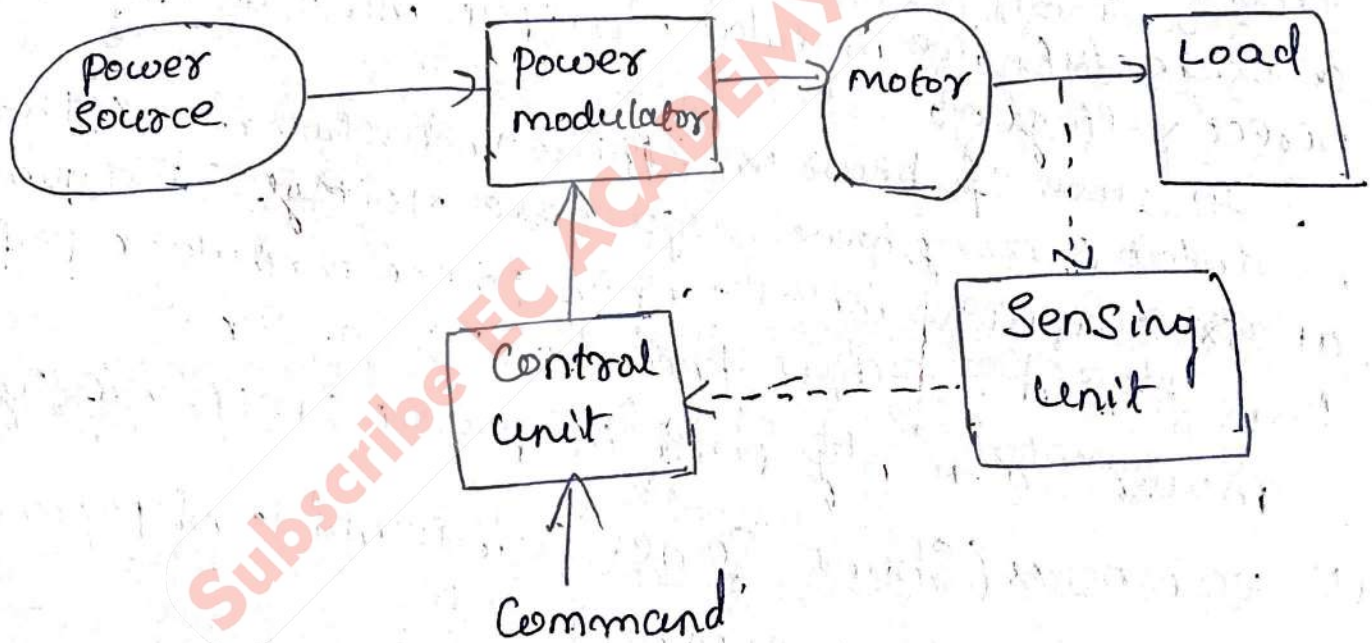 Power
Source.
Power
modulator
motor
Load
Control
unit
Sensing
unit
Command
Subscribe EC ACADEMY